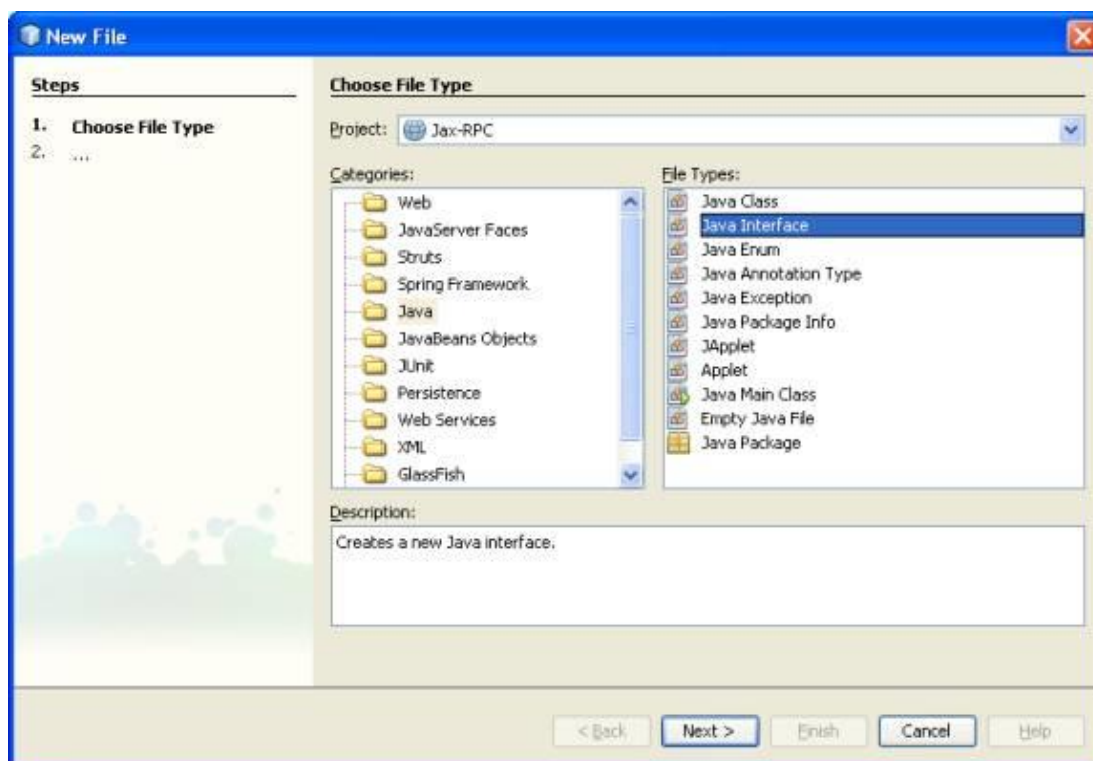 New File
Steps
1. Choose File Type
2. ...
Choose File Type
Project: Jax-RPC
Categories:
Web
JavaServer Faces
Struts
Spring Framework
Java
JavaBeans Objects
JUnit
Persistence
Web Services
XML
GlassFish
File Types:
Java Class
Java Interface
Java Enum
Java Annotation Type
Java Exception
Java Package Info
JApplet
Applet
Java Main Class
Empty Java File
Java Package
Description:
Creates a new Java interface.
< Back Next > Finish Cancel Help